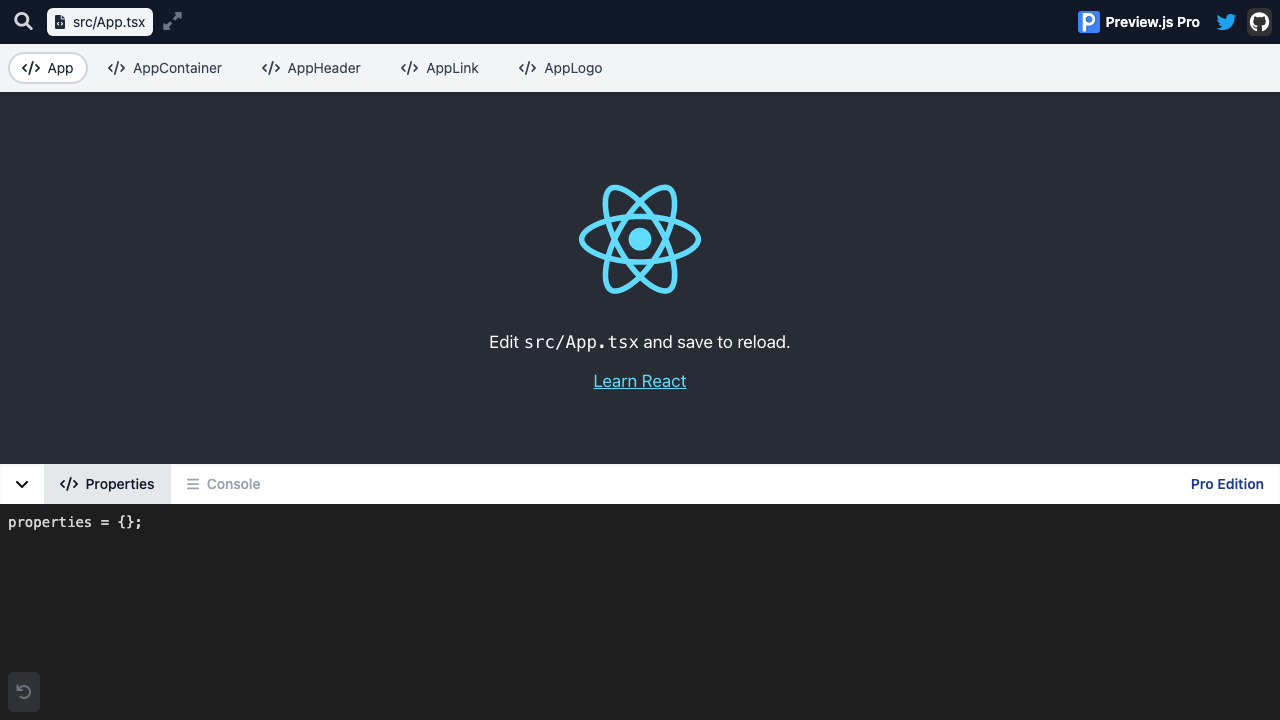 src/App.tsx
Preview.js Pro
App
AppContainer
AppHeader
AppLink
AppLogo
Edit src/App.tsx and save to reload.
Learn React
Properties
Console
Pro Edition
properties = {};